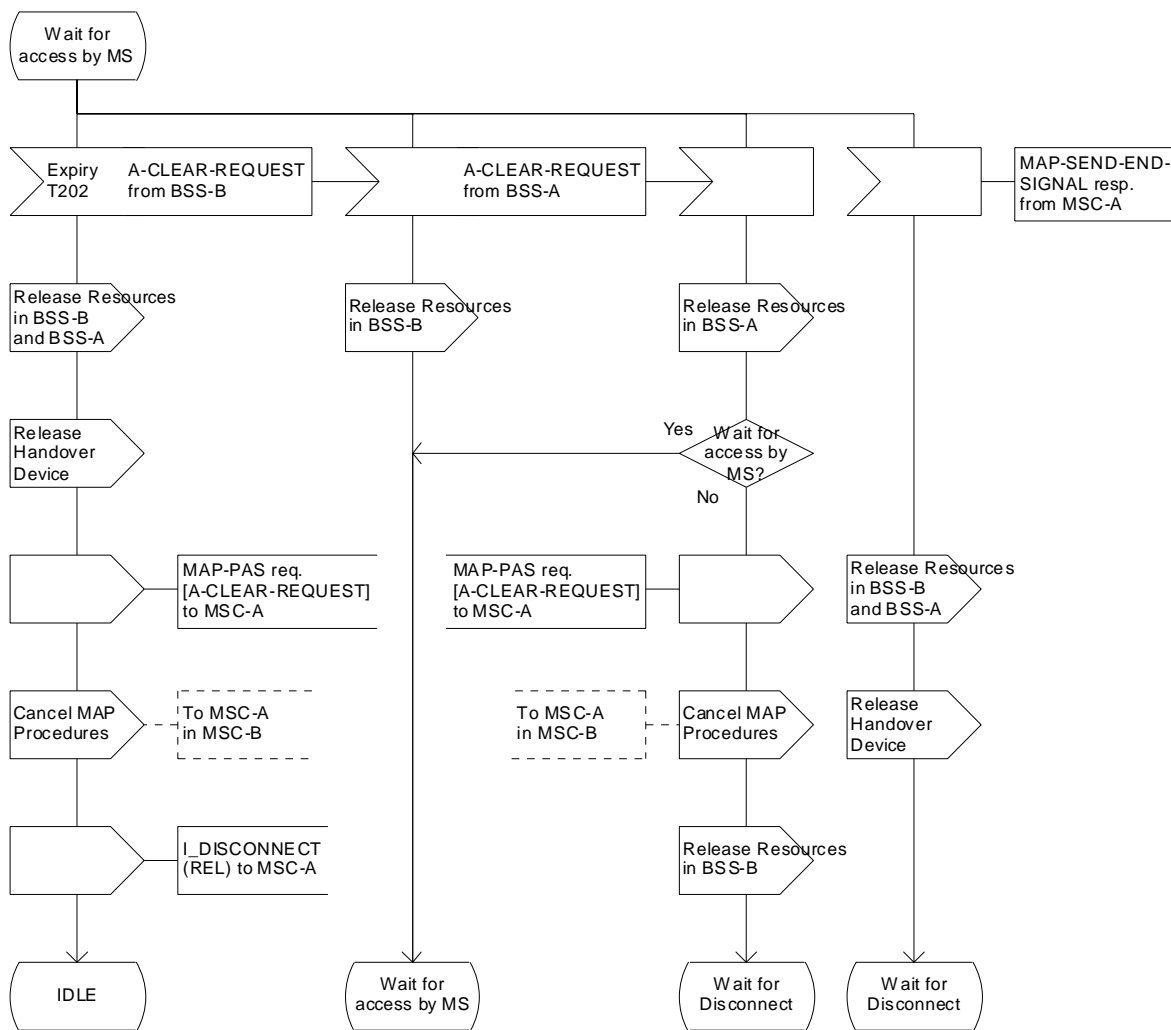 Wait for
access by MS
Expiry
T202
A-CLEAR-REQUEST
from BSS-B
A-CLEAR-REQUEST
from BSS-A
MAP-SEND-END-
SIGNAL resp.
from MSC-A
Release Resources
in BSS-B
and BSS-A
Release Resources
in BSS-B
Release Resources
in BSS-A
Release
Handover
Device
Yes
Wait for
access by
MS?
No
MAP-PAS req.
[A-CLEAR-REQUEST]
to MSC-A
MAP-PAS req.
[A-CLEAR-REQUEST]
to MSC-A
Release Resources
in BSS-B
and BSS-A
Cancel MAP
Procedures
To MSC-A
in MSC-B
To MSC-A
in MSC-B
Cancel MAP
Procedures
Release
Handover
Device
I_DISCONNECT
(REL) to MSC-A
Release Resources
in BSS-B
IDLE
Wait for
access by MS
Wait for
Disconnect
Wait for
Disconnect